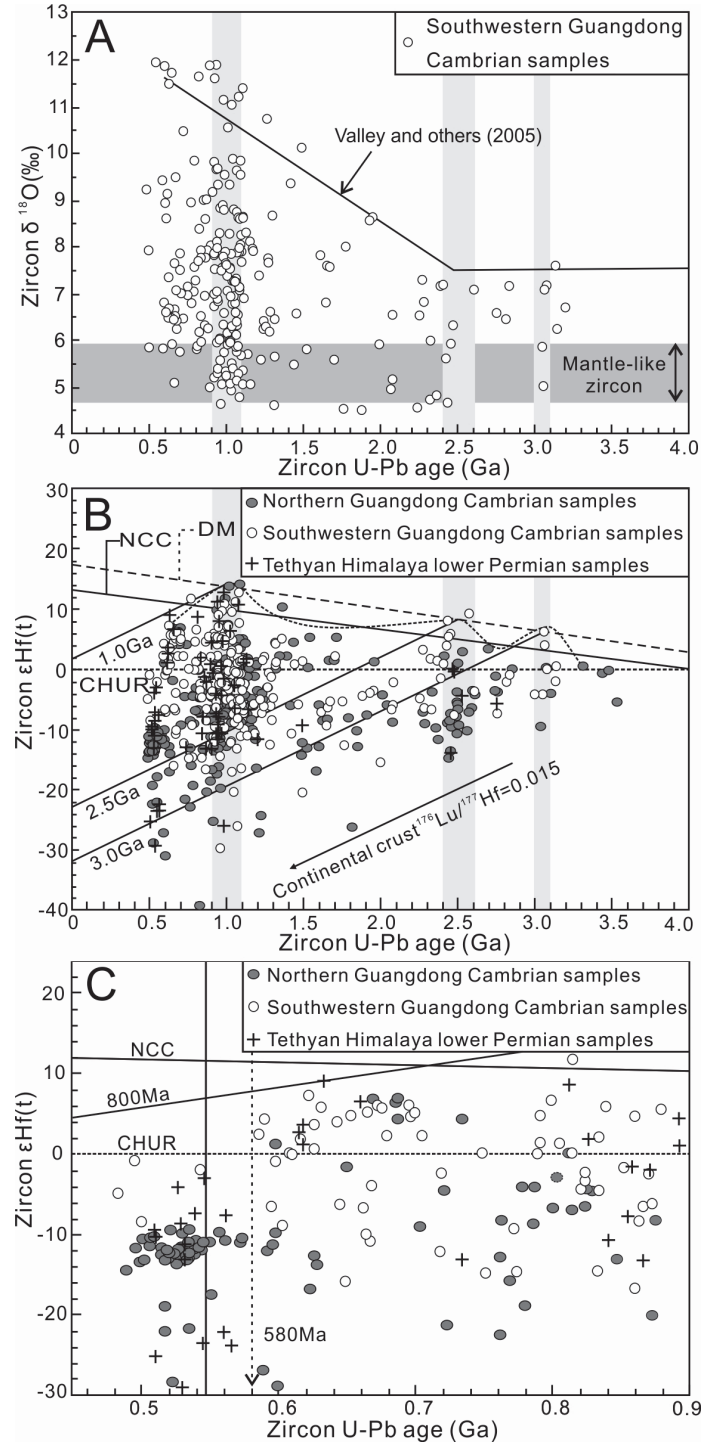 A
Southwestern Guangdong
Cambrian samples
Valley and others (2005)
Mantle-like
zircon
Zircon δ ¹⁸O(‰)
13
12
11
10
9
8
7
6
5
4
0 0.5 1.0 1.5 2.0 2.5 3.0 3.5 4.0
Zircon U-Pb age (Ga)
B
Northern Guangdong Cambrian samples
Southwestern Guangdong Cambrian samples
Tethyan Himalaya lower Permian samples
NCC
DM
1.0Ga
CHUR
2.5Ga
3.0Ga
Continental crust¹⁷⁶Lu/¹⁷⁷Hf=0.015
Zircon εHf(t)
30
20
10
0
-10
-20
-30
-40
0 0.5 1.0 1.5 2.0 2.5 3.0 3.5 4.0
Zircon U-Pb age (Ga)
C
Northern Guangdong Cambrian samples
Southwestern Guangdong Cambrian samples
Tethyan Himalaya lower Permian samples
NCC
800Ma
CHUR
580Ma
Zircon εHf(t)
20
10
0
-10
-20
-30
0.5 0.6 0.7 0.8 0.9
Zircon U-Pb age (Ga)